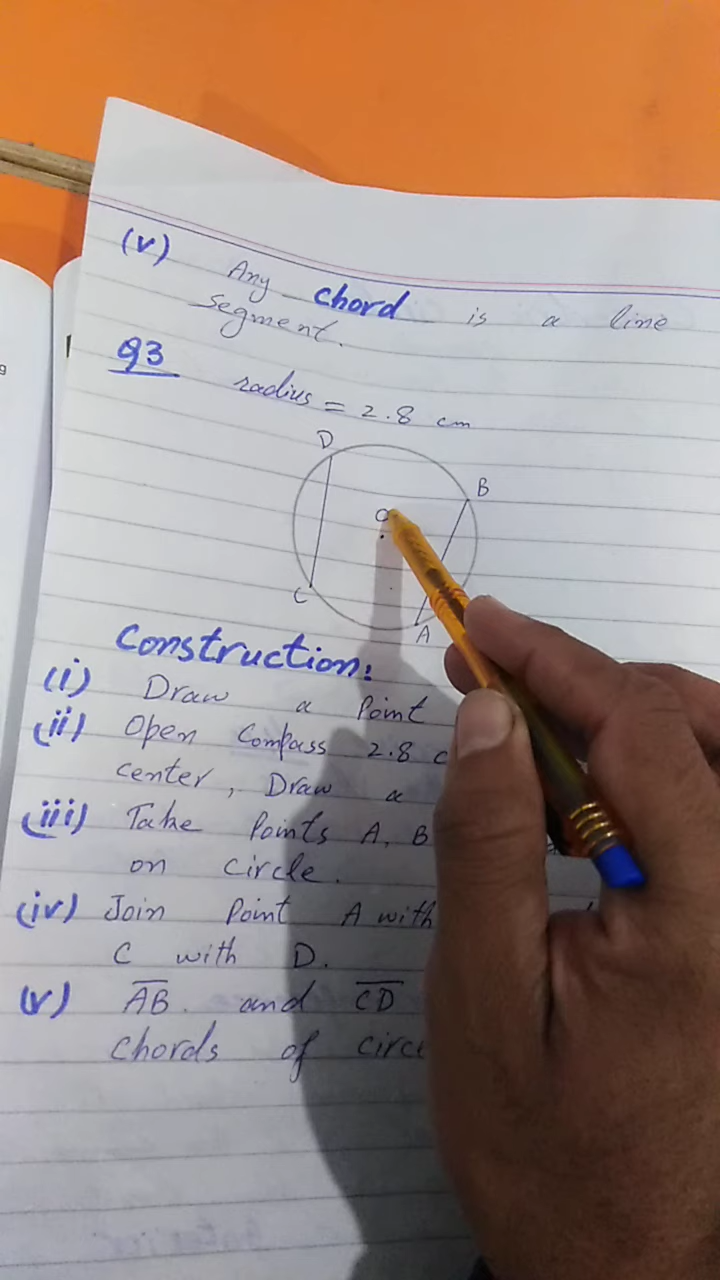 (v) Any chord is a line
segment.
Q3 radius = 2.8 cm
D
B
O
C
A
Construction:
(i) Draw a Point
(ii) Open Compass 2.8 c
center, Draw a
(iii) Take Points A, B
on circle.
(iv) Join Point A with
C with D.
(v) AB. and CD
Chords of circ